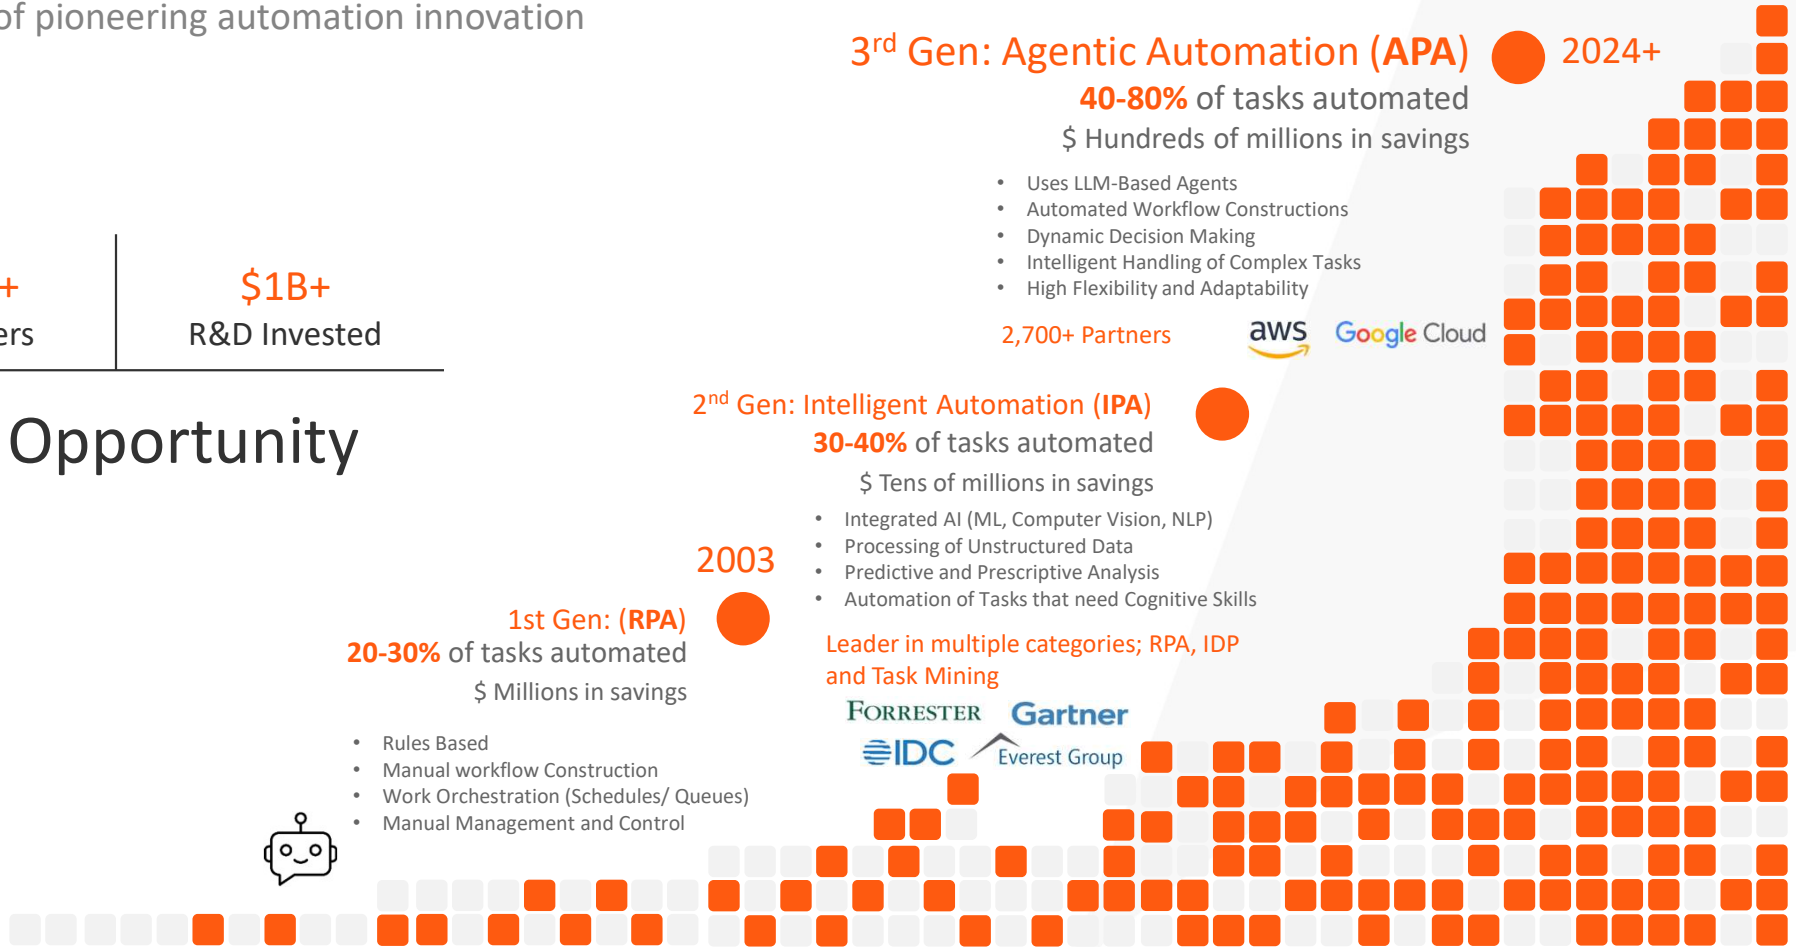 of pioneering automation innovation
3rd Gen: Agentic Automation (APA)
2024+
40-80% of tasks automated
$ Hundreds of millions in savings
• Uses LLM-Based Agents
• Automated Workflow Constructions
• Dynamic Decision Making
• Intelligent Handling of Complex Tasks
• High Flexibility and Adaptability
2,700+ Partners
aws
Google Cloud
+
ers
$1B+
R&D Invested
Opportunity
2nd Gen: Intelligent Automation (IPA)
30-40% of tasks automated
$ Tens of millions in savings
• Integrated AI (ML, Computer Vision, NLP)
• Processing of Unstructured Data
• Predictive and Prescriptive Analysis
• Automation of Tasks that need Cognitive Skills
Leader in multiple categories; RPA, IDP
and Task Mining
FORRESTER
Gartner
IDC
Everest Group
2003
1st Gen: (RPA)
20-30% of tasks automated
$ Millions in savings
• Rules Based
• Manual workflow Construction
• Work Orchestration (Schedules/ Queues)
• Manual Management and Control